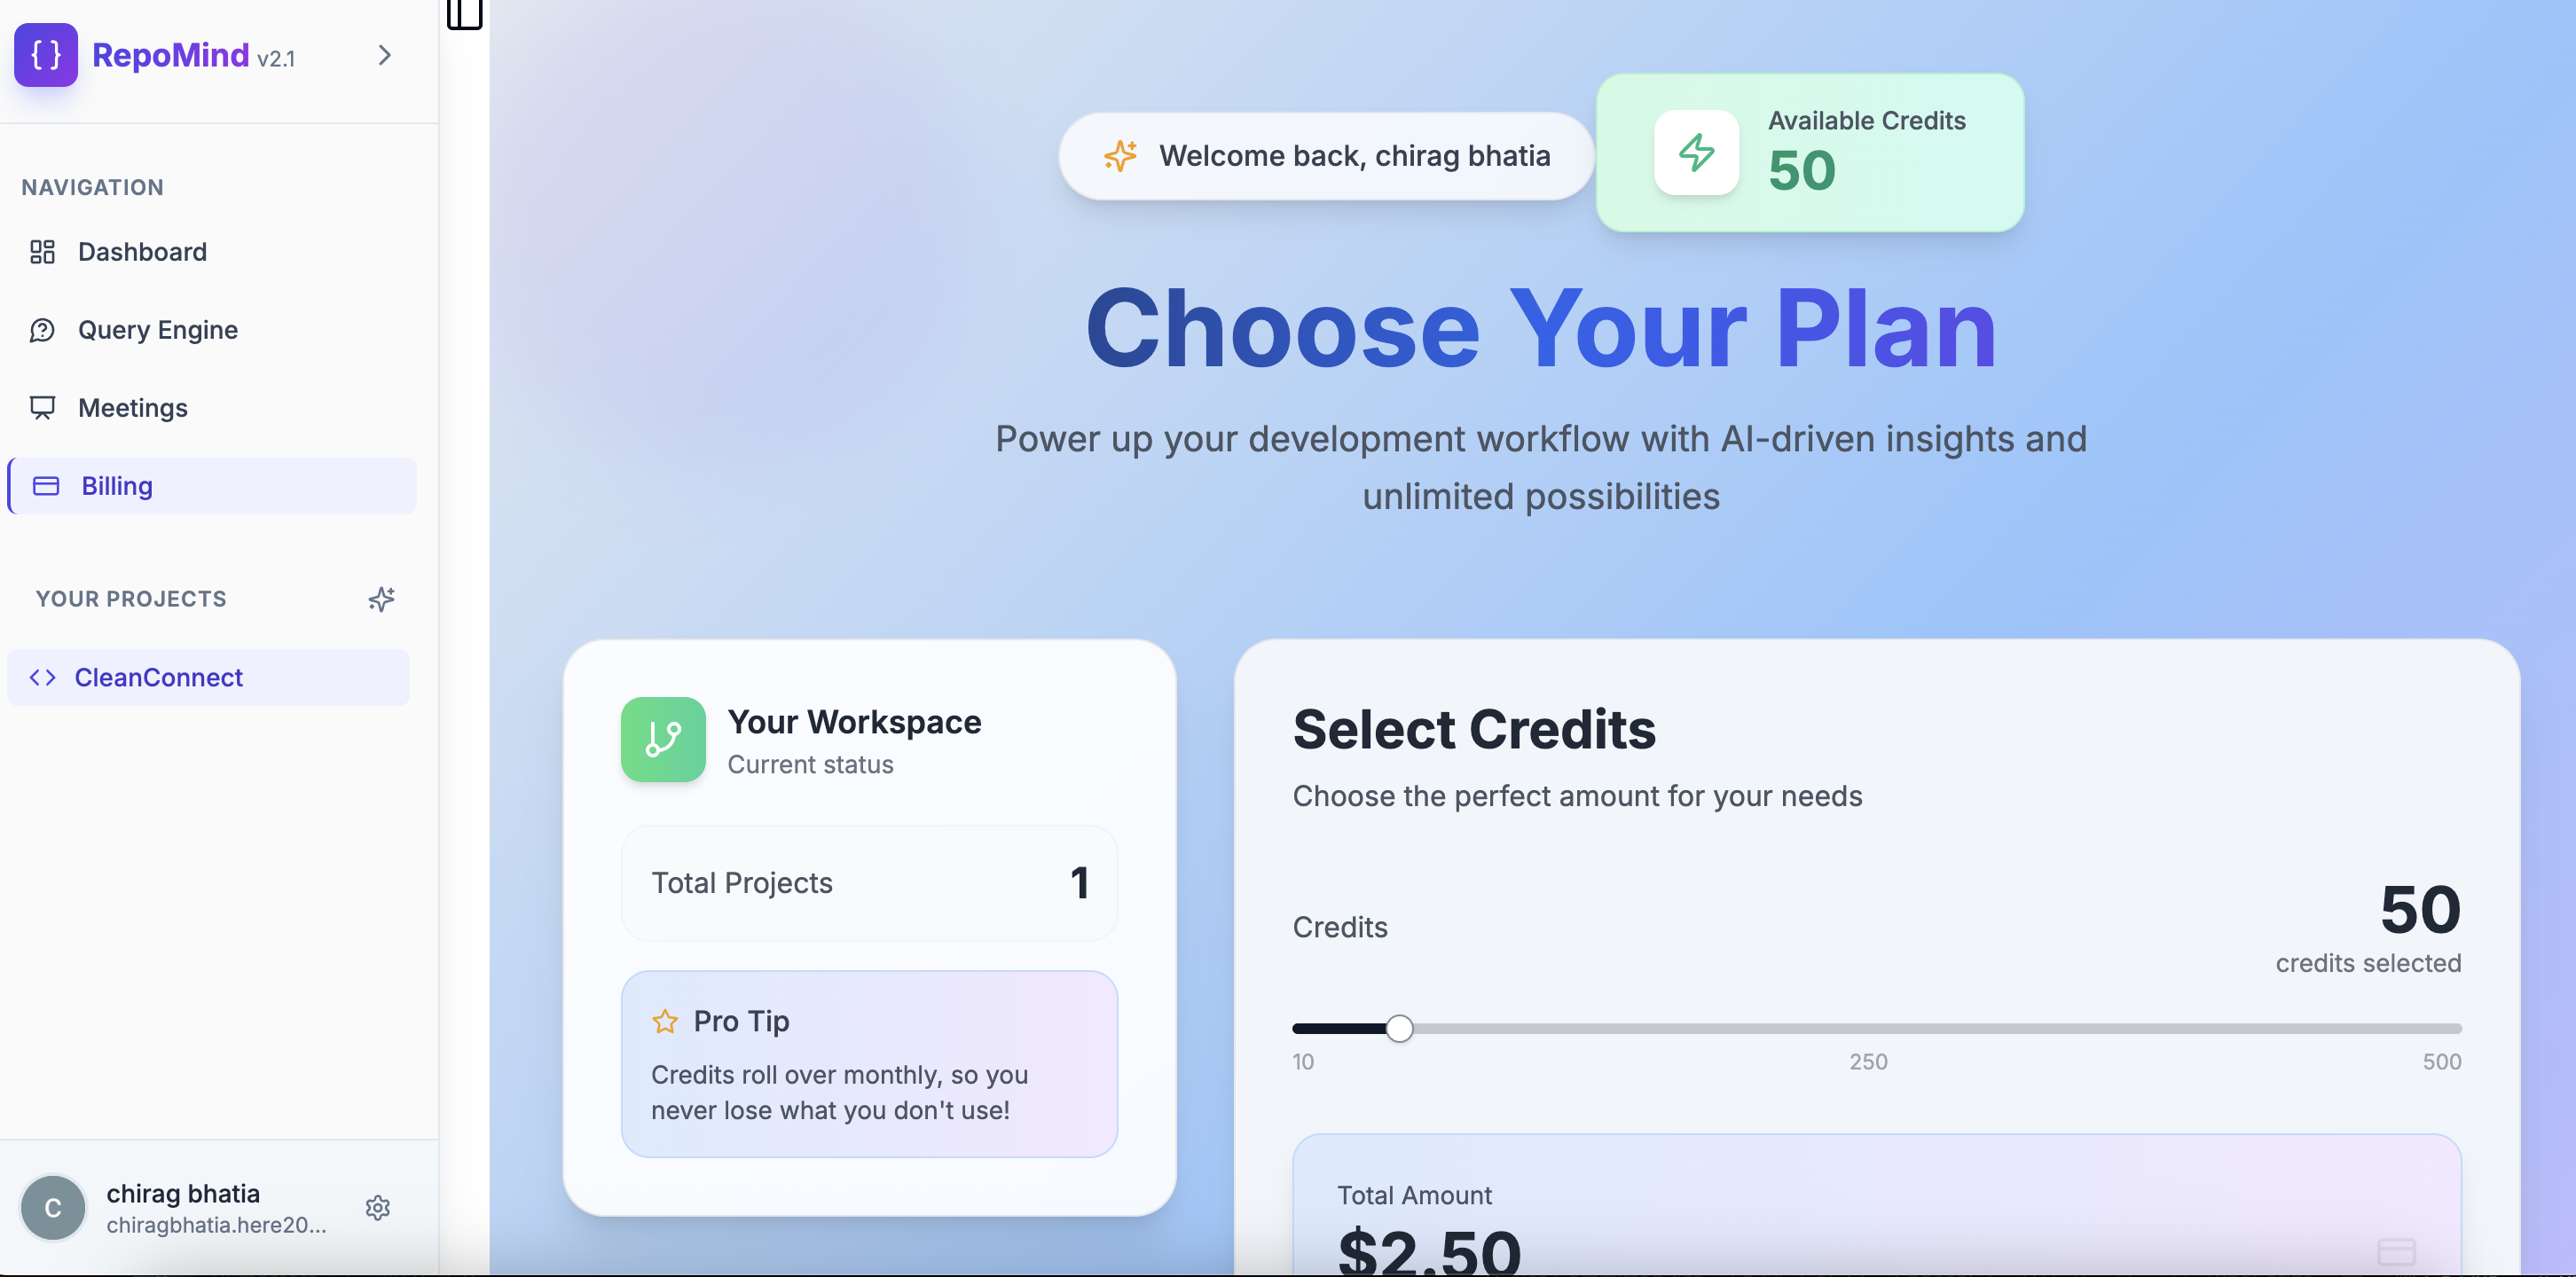 { } RepoMind v2.1
NAVIGATION
Dashboard
Query Engine
Meetings
Billing
YOUR PROJECTS
CleanConnect
C
chirag bhatia
chiragbhatia.here20...
Welcome back, chirag bhatia
Available Credits
50
Choose Your Plan
Power up your development workflow with AI-driven insights and
unlimited possibilities
Your Workspace
Current status
Total Projects 1
Pro Tip
Credits roll over monthly, so you
never lose what you don't use!
Select Credits
Choose the perfect amount for your needs
Credits
50
credits selected
10 250 500
Total Amount
$2.50